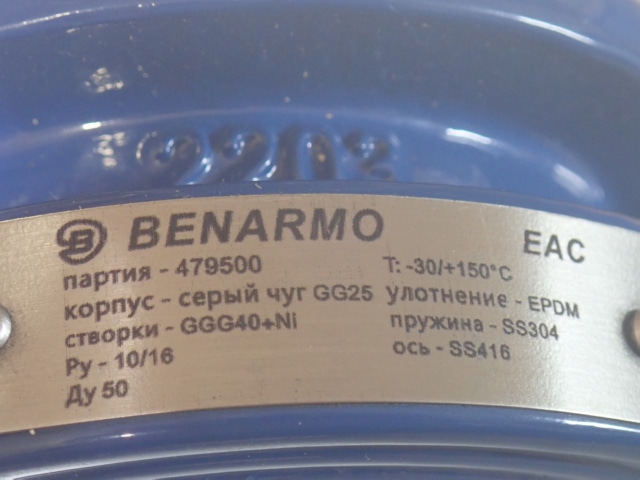 2203
BENARMO
EAC
партия - 479500
корпус - серый чуг GG25
створки - GGG40+Ni
Ру - 10/16
Ду 50
T: -30/+150°C
улотнение - EPDM
пружина - SS304
ось - SS416